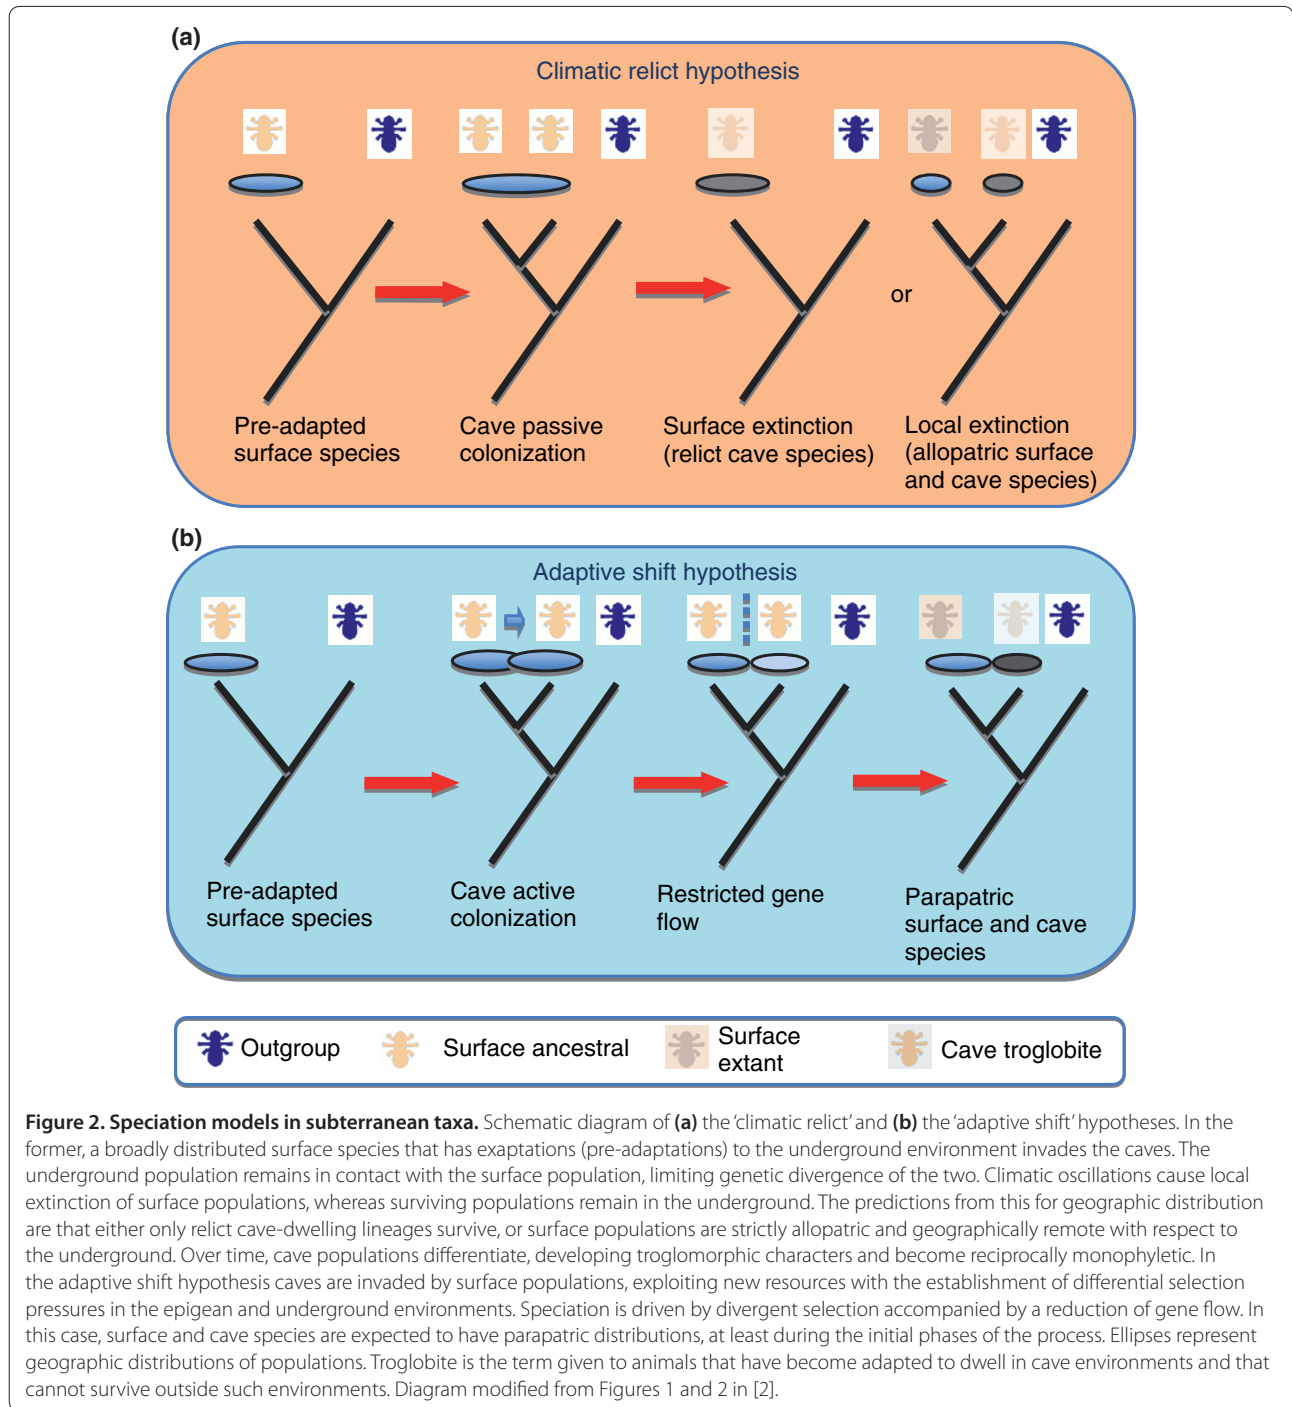 (a)
Climatic relict hypothesis
or
Pre-adapted
surface species
Cave passive
colonization
Surface extinction
(relict cave species)
Local extinction
(allopatric surface
and cave species)
(b)
Adaptive shift hypothesis
Pre-adapted
surface species
Cave active
colonization
Restricted gene
flow
Parapatric
surface and cave
species
Outgroup
Surface ancestral
Surface
extant
Cave troglobite
Figure 2. Speciation models in subterranean taxa. Schematic diagram of (a) the ‘climatic relict’ and (b) the ‘adaptive shift’ hypotheses. In the
former, a broadly distributed surface species that has exaptations (pre-adaptations) to the underground environment invades the caves. The
underground population remains in contact with the surface population, limiting genetic divergence of the two. Climatic oscillations cause local
extinction of surface populations, whereas surviving populations remain in the underground. The predictions from this for geographic distribution
are that either only relict cave-dwelling lineages survive, or surface populations are strictly allopatric and geographically remote with respect to
the underground. Over time, cave populations differentiate, developing troglomorphic characters and become reciprocally monophyletic. In
the adaptive shift hypothesis caves are invaded by surface populations, exploiting new resources with the establishment of differential selection
pressures in the epigean and underground environments. Speciation is driven by divergent selection accompanied by a reduction of gene flow. In
this case, surface and cave species are expected to have parapatric distributions, at least during the initial phases of the process. Ellipses represent
geographic distributions of populations. Troglobite is the term given to animals that have become adapted to dwell in cave environments and that
cannot survive outside such environments. Diagram modified from Figures 1 and 2 in [2].